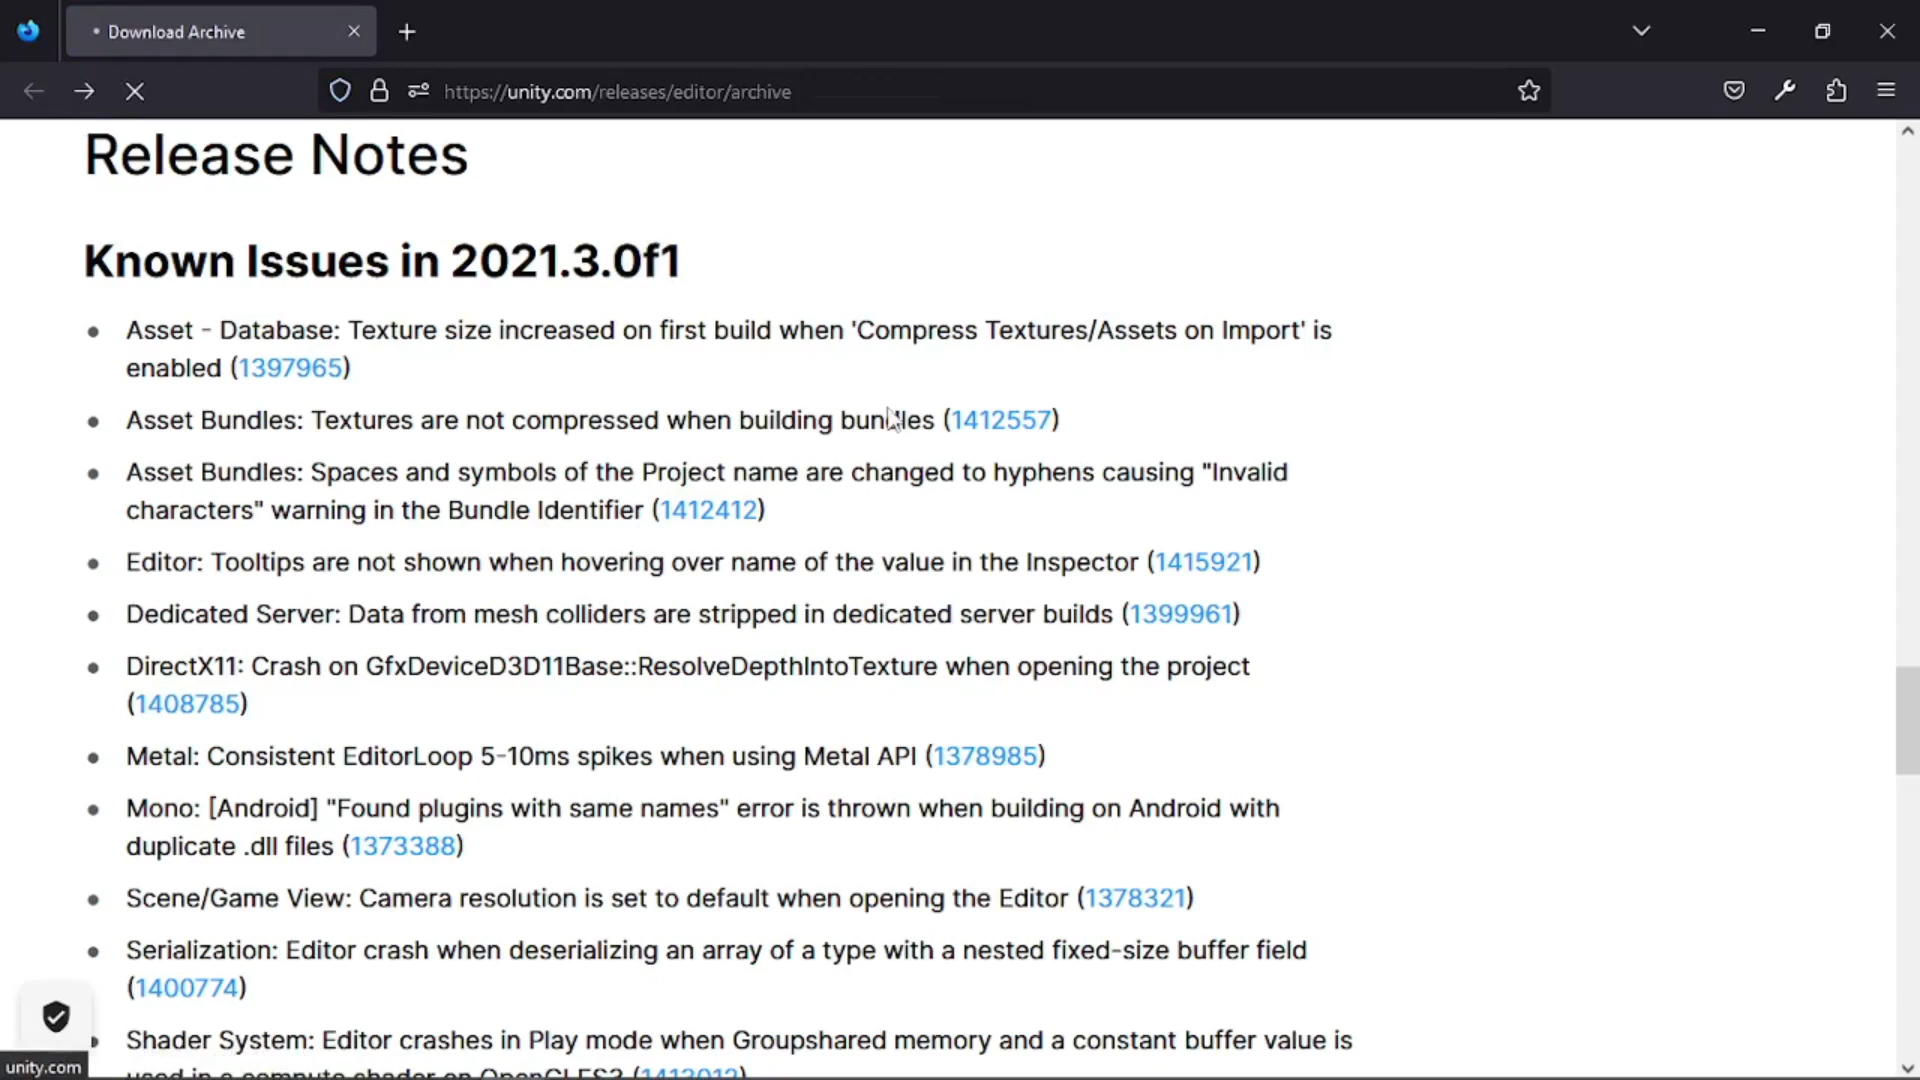 Download Archive
https://unity.com/releases/editor/archive
Release Notes
Known Issues in 2021.3.0f1
Asset - Database: Texture size increased on first build when 'Compress Textures/Assets on Import' is
enabled (1397965)
Asset Bundles: Textures are not compressed when building bundles (1412557)
Asset Bundles: Spaces and symbols of the Project name are changed to hyphens causing "Invalid
characters" warning in the Bundle Identifier (1412412)
Editor: Tooltips are not shown when hovering over name of the value in the Inspector (1415921)
Dedicated Server: Data from mesh colliders are stripped in dedicated server builds (1399961)
DirectX11: Crash on GfxDeviceD3D11Base::ResolveDepthIntoTexture when opening the project
(1408785)
Metal: Consistent EditorLoop 5-10ms spikes when using Metal API (1378985)
Mono: [Android] "Found plugins with same names" error is thrown when building on Android with
duplicate .dll files (1373388)
Scene/Game View: Camera resolution is set to default when opening the Editor (1378321)
Serialization: Editor crash when deserializing an array of a type with a nested fixed-size buffer field
(1400774)
Shader System: Editor crashes in Play mode when Groupshared memory and a constant buffer value is
used in a compute shader on OpenGLES3 (1413012)
unity.com